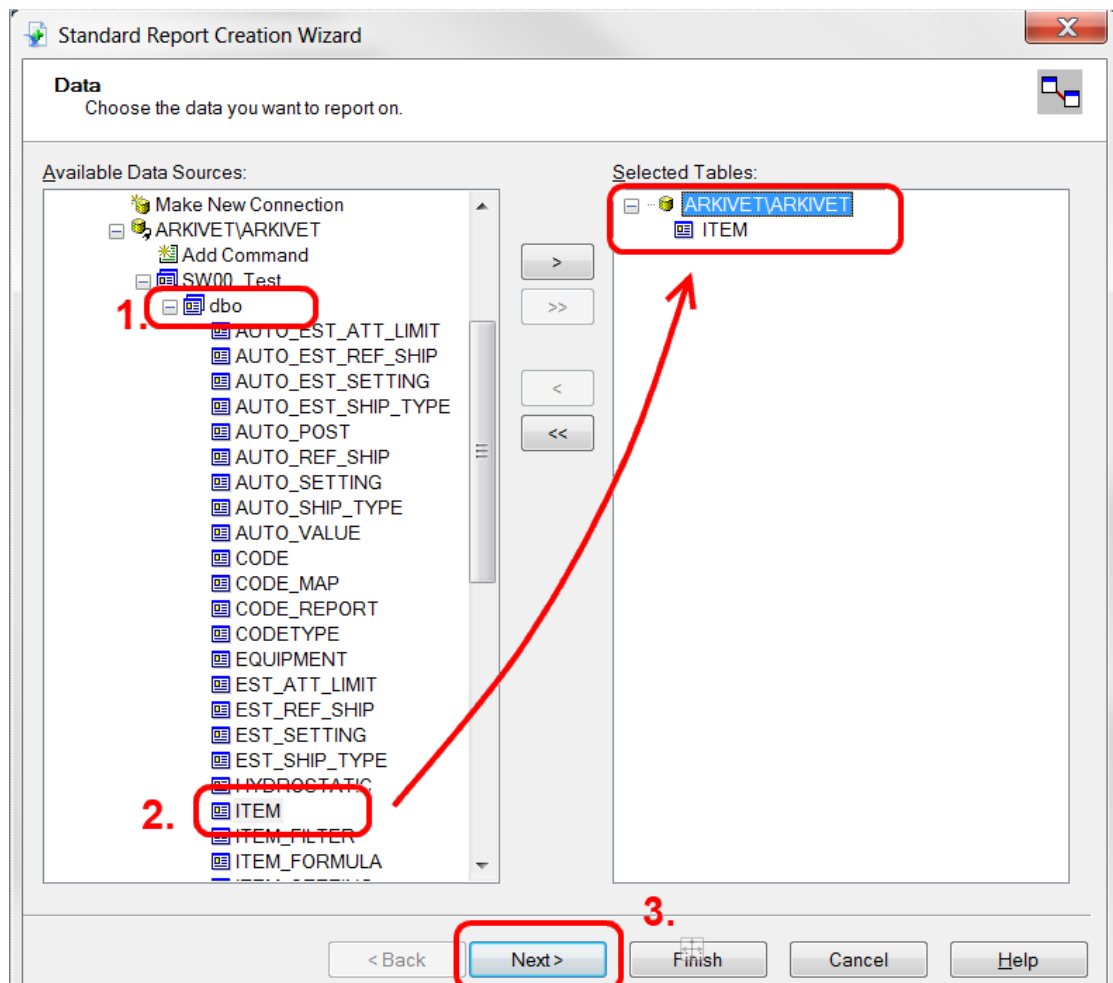 Standard Report Creation Wizard
X
Data
Choose the data you want to report on.
Available Data Sources:
Make New Connection
ARKIVET\ARKIVET
Add Command
SW00_Test
1.
dbo
AUTO_EST_ATT_LIMIT
AUTO_EST_REF_SHIP
AUTO_EST_SETTING
AUTO_EST_SHIP_TYPE
AUTO_POST
AUTO_REF_SHIP
AUTO_SETTING
AUTO_SHIP_TYPE
AUTO_VALUE
CODE
CODE_MAP
CODE_REPORT
CODETYPE
EQUIPMENT
EST_ATT_LIMIT
EST_REF_SHIP
EST_SETTING
EST_SHIP_TYPE
HYDROSTATIC
2.
ITEM
ITEM_FILTER
ITEM_FORMULA
>
>>
<
<<
Selected Tables:
ARKIVET\ARKIVET
ITEM
3.
< Back
Next >
Finish
Cancel
Help